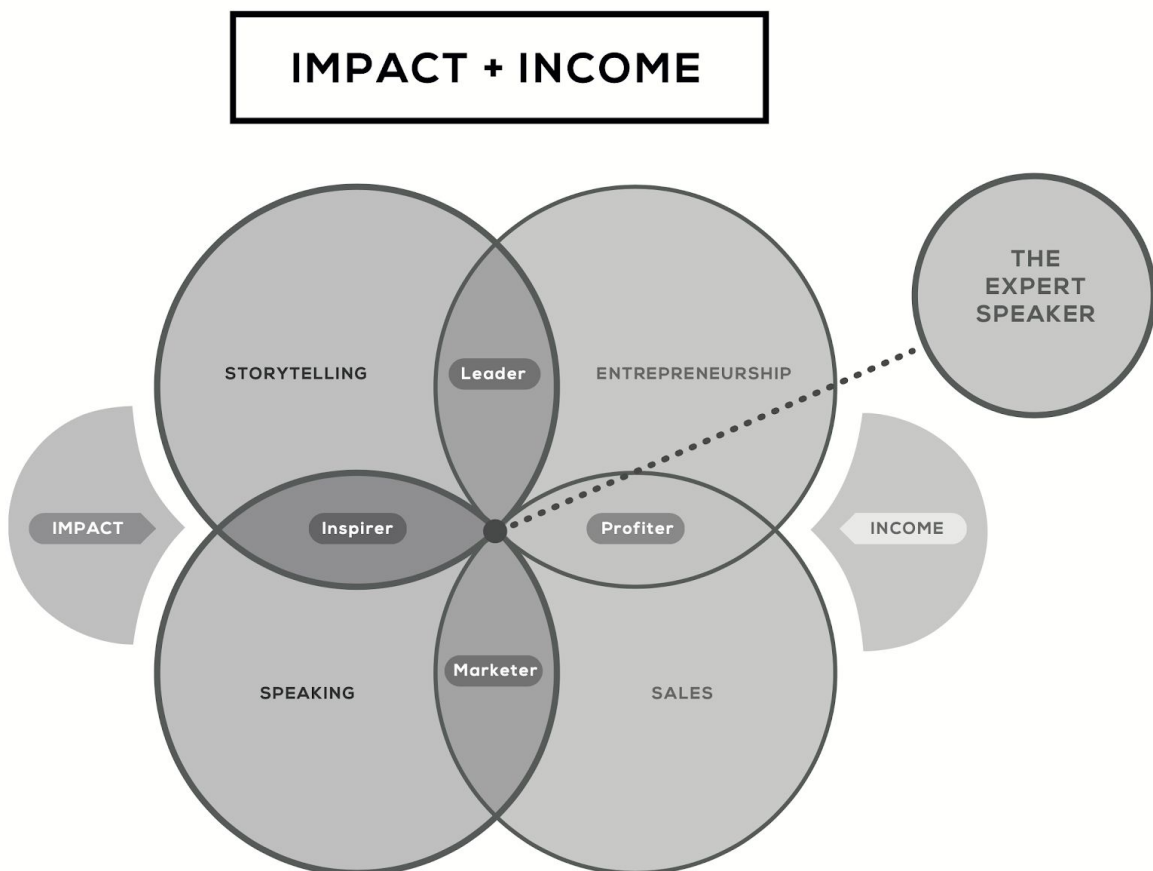 IMPACT + INCOME
THE
EXPERT
SPEAKER
STORYTELLING
Leader
ENTREPRENEURSHIP
IMPACT
Inspirer
Profiter
INCOME
Marketer
SPEAKING
SALES